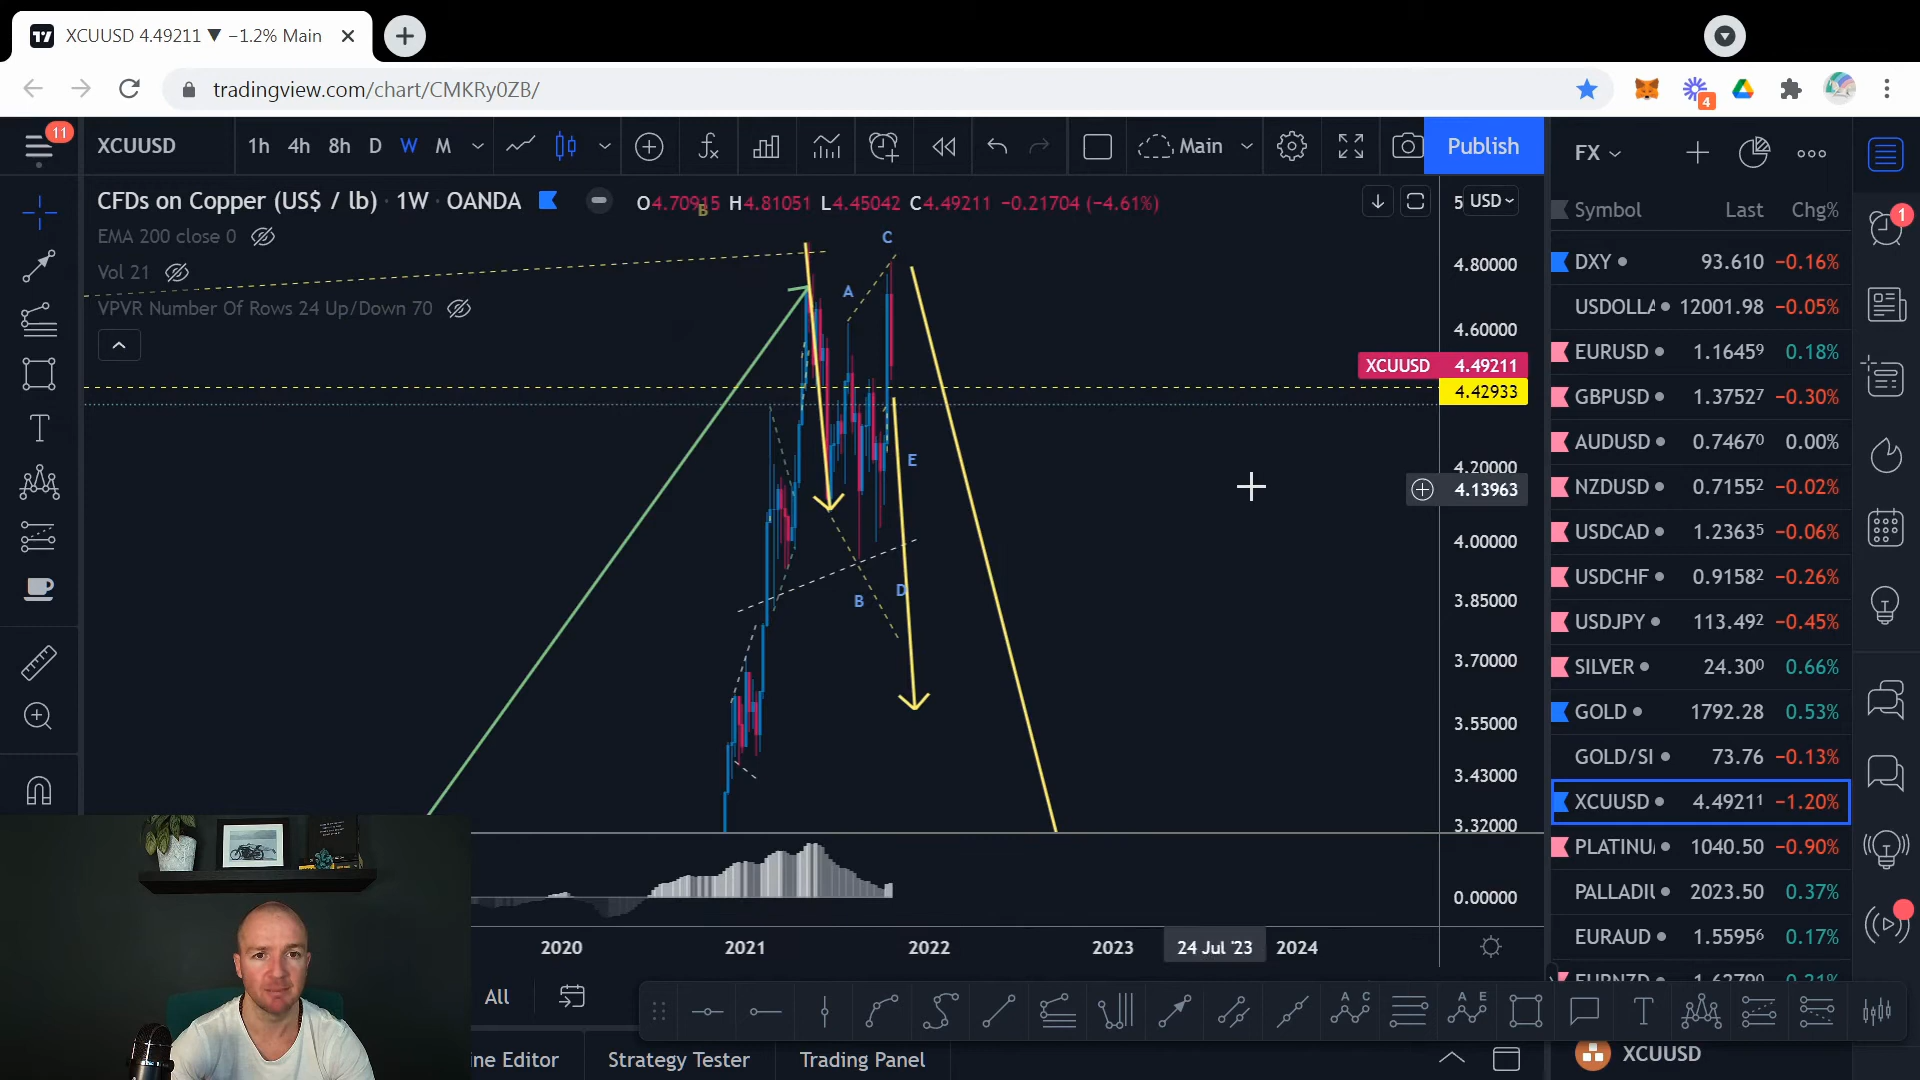 XCUUSD 4.49211 ▼ −1.2% Main
tradingview.com/chart/CMKRy0ZB/
4
11
XCUUSD
1h 4h 8h D W M
Main
Publish
FX
CFDs on Copper (US$ / lb) · 1W · OANDA
O4.70915 H4.81051 L4.45042 C4.49211 −0.21704 (−4.61%)
B
USD
5
EMA 200 close 0
Vol 21
VPVR Number Of Rows 24 Up/Down 70
C
A
E
B
D
4.80000
4.60000
XCUUSD 4.49211
4.42933
4.20000
4.13963
4.00000
3.85000
3.70000
3.55000
3.43000
3.32000
0.00000
2020 2021 2022 2023 24 Jul '23 2024
All
ine Editor Strategy Tester Trading Panel
Symbol Last Chg%
1
DXY 93.610 −0.16%
USDOLLA 12001.98 −0.05%
EURUSD 1.16459 0.18%
GBPUSD 1.37527 −0.30%
AUDUSD 0.74670 0.00%
NZDUSD 0.71552 −0.02%
USDCAD 1.23635 −0.06%
USDCHF 0.91582 −0.26%
USDJPY 113.492 −0.45%
SILVER 24.300 0.66%
GOLD 1792.28 0.53%
GOLD/SI 73.76 −0.13%
XCUUSD 4.49211 −1.20%
PLATINU 1040.50 −0.90%
PALLADIU 2023.50 0.37%
EURAUD 1.55956 0.17%
A C
A E
XCUUSD